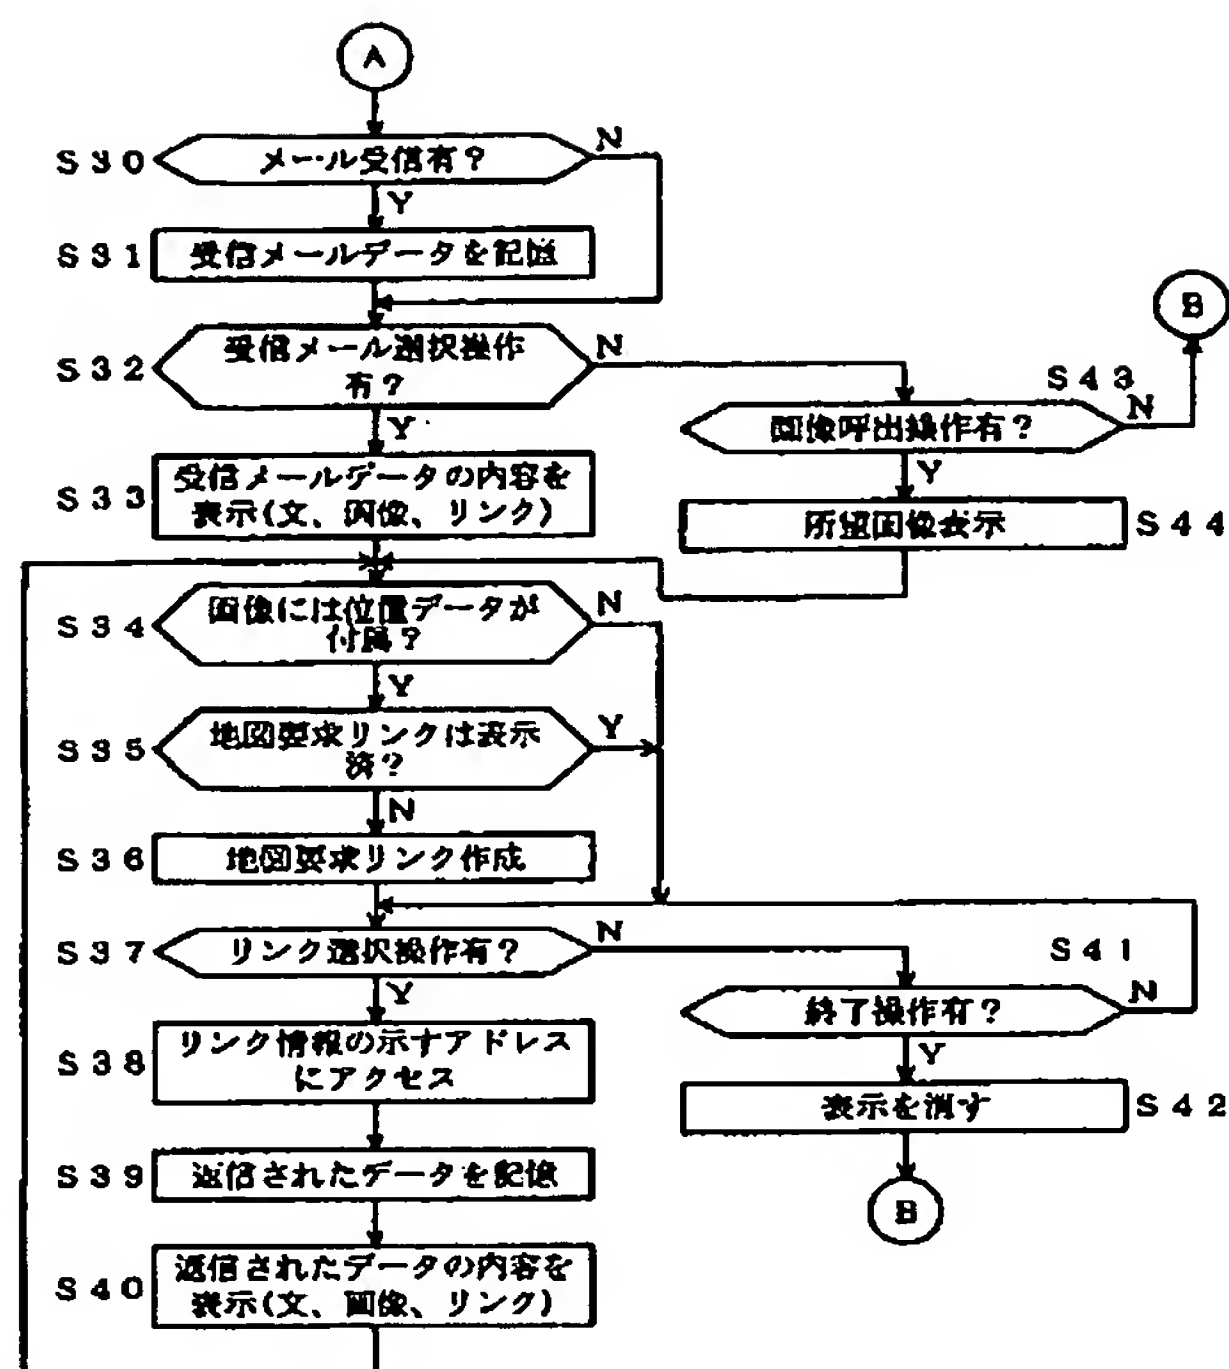 A
S30
メール受信有？
N
Y
S31
受信メールデータを記憶
B
S32
受信メール選択操作
有？
N
Y
S43
画像呼出操作有？
N
Y
S33
受信メールデータの内容を
表示(文、画像、リンク)
所望画像表示
S44
S34
画像には位置データが
付属？
N
Y
S35
地図要求リンクは表示
済？
Y
N
S36
地図要求リンク作成
S37
リンク選択操作有？
N
Y
S41
終了操作有？
N
Y
S38
リンク情報の示すアドレス
にアクセス
表示を消す
S42
S39
返信されたデータを記憶
B
S40
返信されたデータの内容を
表示(文、画像、リンク)